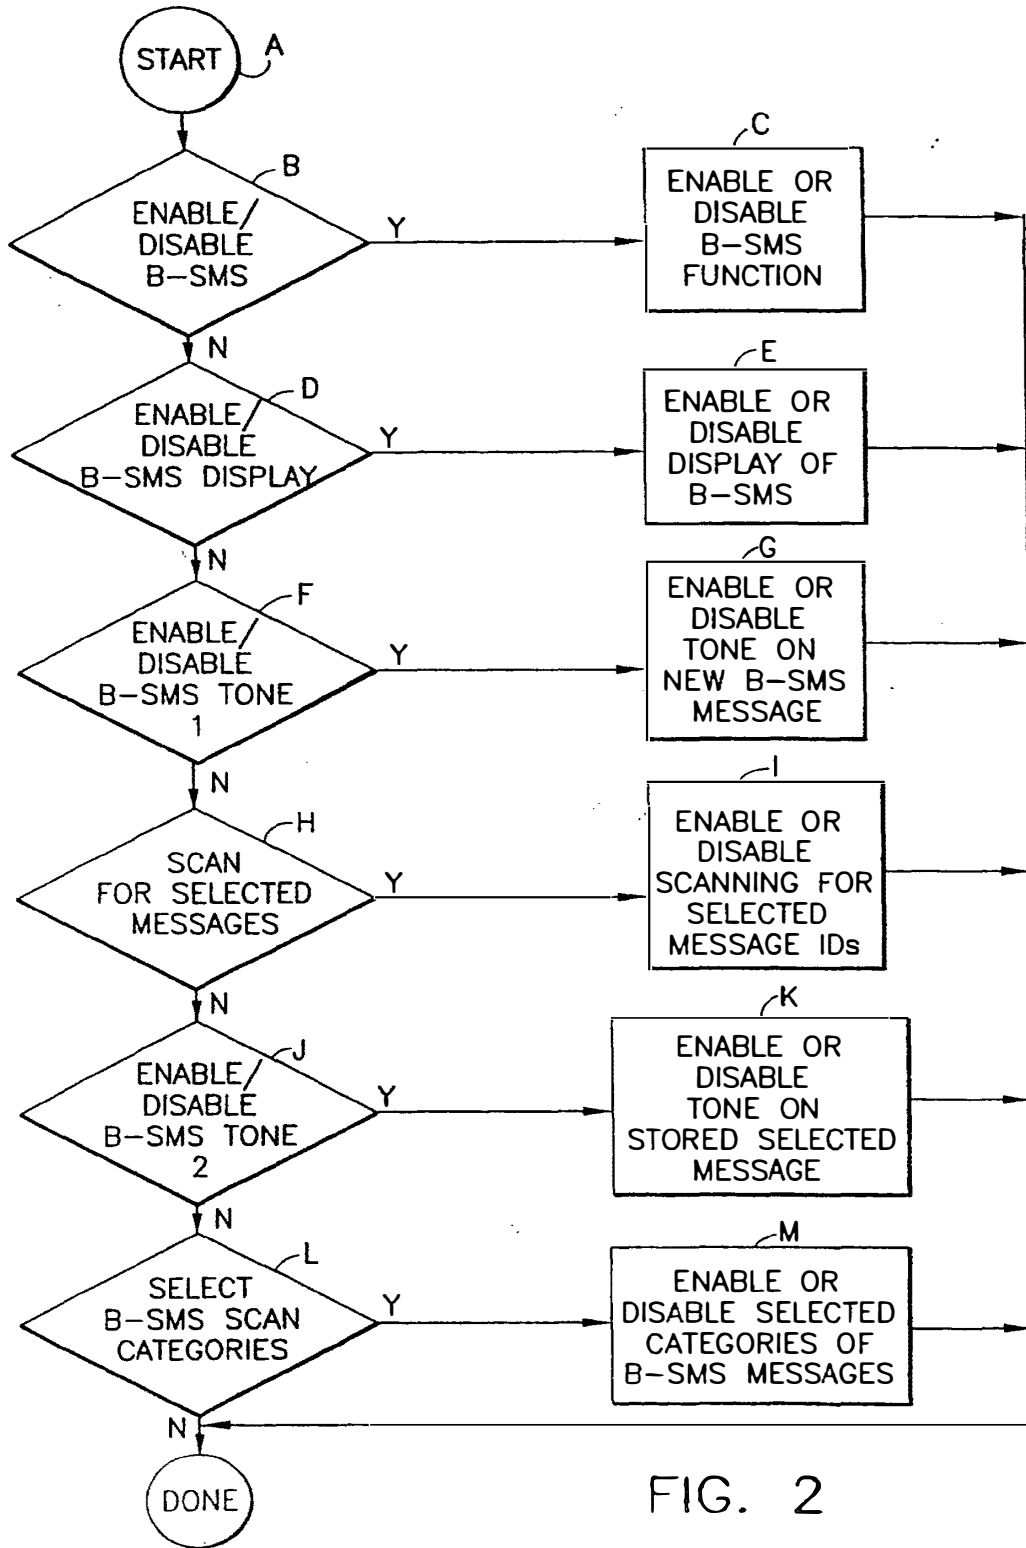 START
A
B
ENABLE/
DISABLE
B-SMS
Y
C
ENABLE OR
DISABLE
B-SMS
FUNCTION
N
D
ENABLE/
DISABLE
B-SMS DISPLAY
Y
E
ENABLE OR
DISABLE
DISPLAY OF
B-SMS
N
F
ENABLE/
DISABLE
B-SMS TONE
1
Y
G
ENABLE OR
DISABLE
TONE ON
NEW B-SMS
MESSAGE
N
H
SCAN
FOR SELECTED
MESSAGES
Y
I
ENABLE OR
DISABLE
SCANNING FOR
SELECTED
MESSAGE IDs
N
J
ENABLE/
DISABLE
B-SMS TONE
2
Y
K
ENABLE OR
DISABLE
TONE ON
STORED SELECTED
MESSAGE
N
L
SELECT
B-SMS SCAN
CATEGORIES
Y
M
ENABLE OR
DISABLE SELECTED
CATEGORIES OF
B-SMS MESSAGES
N
DONE
FIG. 2